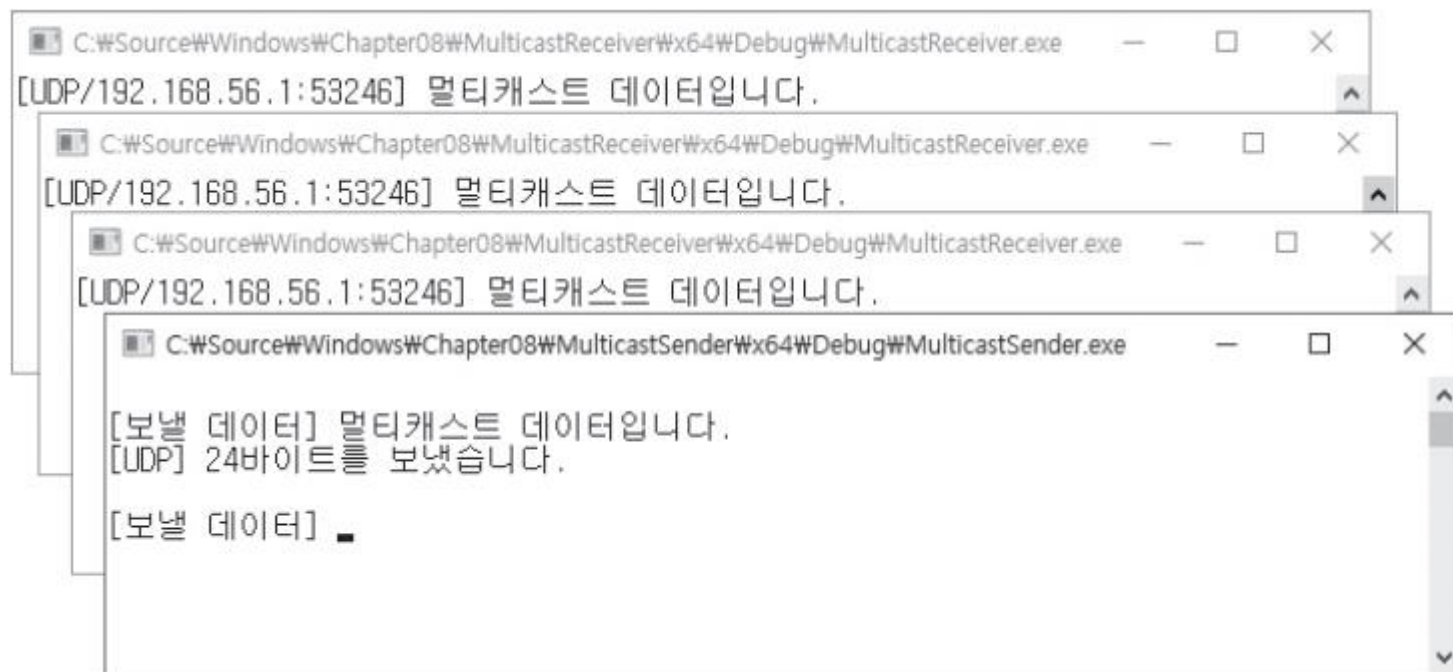 C:₩Source₩Windows₩Chapter08₩MulticastReceiver₩x64₩Debug₩MulticastReceiver.exe
[UDP/192.168.56.1:53246] 멀티캐스트 데이터입니다.
C:₩Source₩Windows₩Chapter08₩MulticastReceiver₩x64₩Debug₩MulticastReceiver.exe
[UDP/192.168.56.1:53246] 멀티캐스트 데이터입니다.
C:₩Source₩Windows₩Chapter08₩MulticastReceiver₩x64₩Debug₩MulticastReceiver.exe
[UDP/192.168.56.1:53246] 멀티캐스트 데이터입니다.
C:₩Source₩Windows₩Chapter08₩MulticastSender₩x64₩Debug₩MulticastSender.exe
[보낼 데이터] 멀티캐스트 데이터입니다.
[UDP] 24바이트를 보냈습니다.
[보낼 데이터]